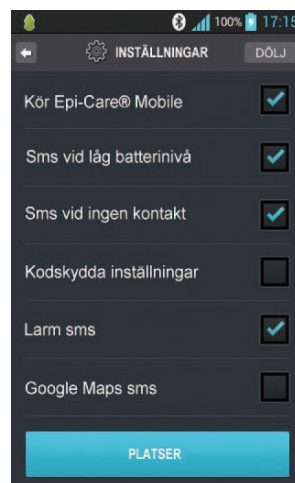 100% 17:15
INSTÄLLNINGAR DÖLJ
Kör Epi-Care® Mobile
Sms vid låg batterinivå
Sms vid ingen kontakt
Kodskydda inställningar
Larm sms
Google Maps sms
PLATSER